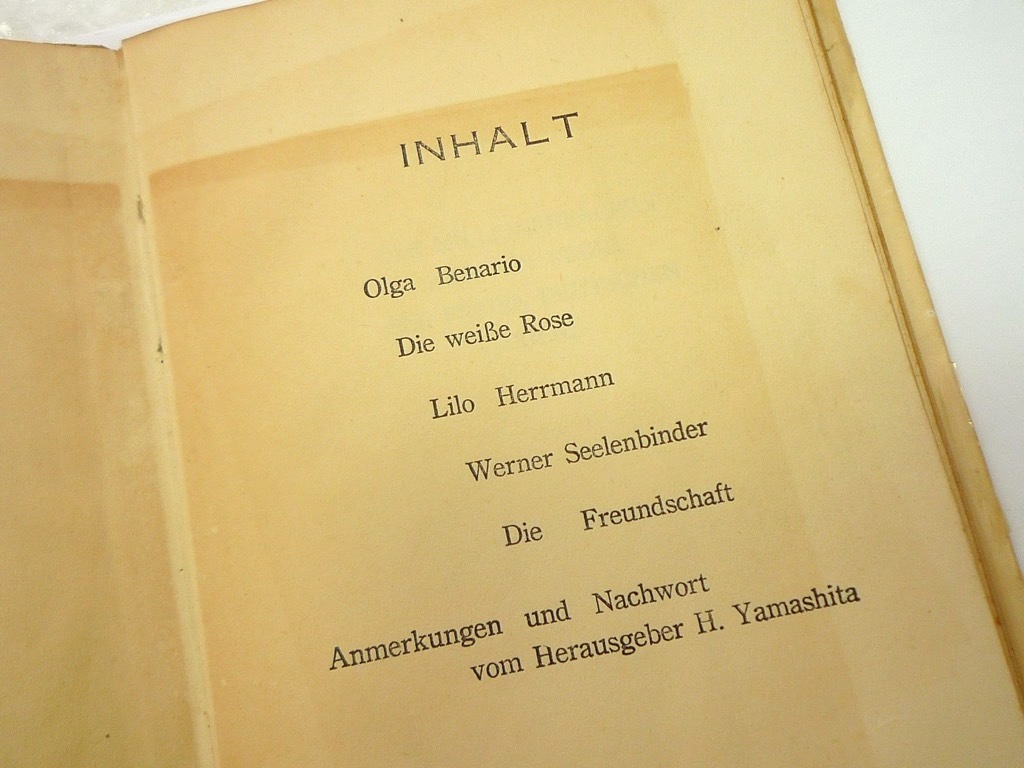 INHALT
Olga Benario
Die weiße Rose
Lilo Herrmann
Werner Seelenbinder
Die Freundschaft
Anmerkungen und Nachwort
vom Herausgeber H. Yamashita